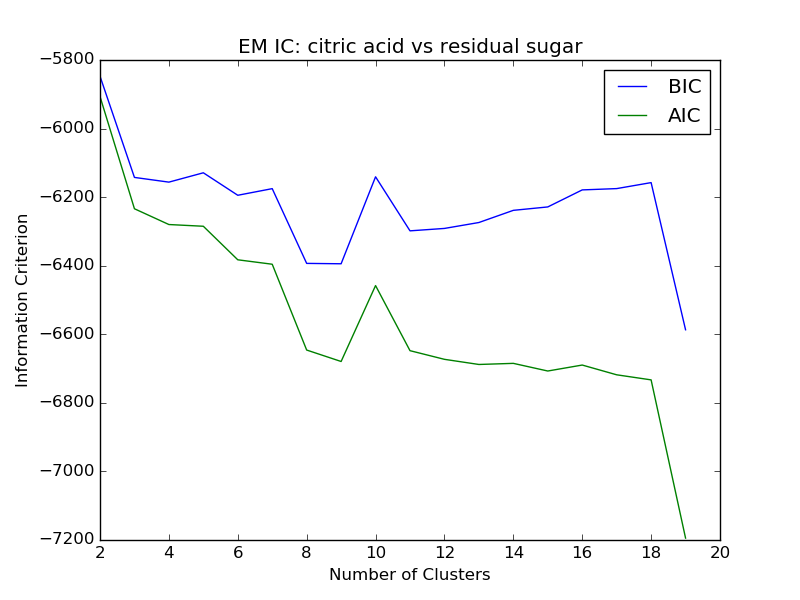 EM IC: citric acid vs residual sugar
−5800
−6000
−6200
−6400
−6600
−6800
−7000
−7200
Information Criterion
BIC
AIC
2 4 6 8 10 12 14 16 18 20
Number of Clusters